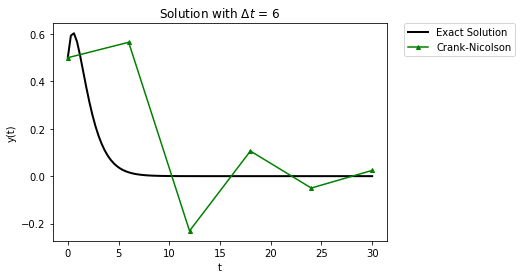 Solution with Δt = 6
Exact Solution
Crank-Nicolson
y(t)
0.6
0.4
0.2
0.0
−0.2
0 5 10 15 20 25 30
t